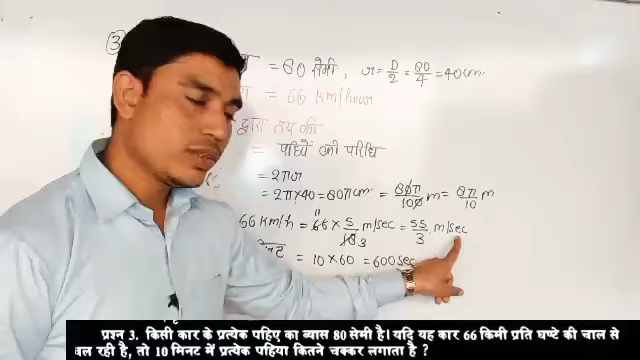 ③
= 80 सेमी, r = D/2 = 80/4 = 40 cm
= 66 km/hour
द्वारा तय की
= पहिये की परिधि
= 2πr
= 2π×40 = 80π cm = 80π/100 m = 8π/10 m
66 km/h = 66 × 5/18 m/sec = 55/3 m/sec
= 10 × 60 = 600 sec
प्रश्न 3. किसी कार के प्रत्येक पहिए का व्यास 80 सेमी है। यदि यह कार 66 किमी प्रति घण्टे की चाल से
चल रही है, तो 10 मिनट में प्रत्येक पहिया कितने चक्कर लगाता है ?